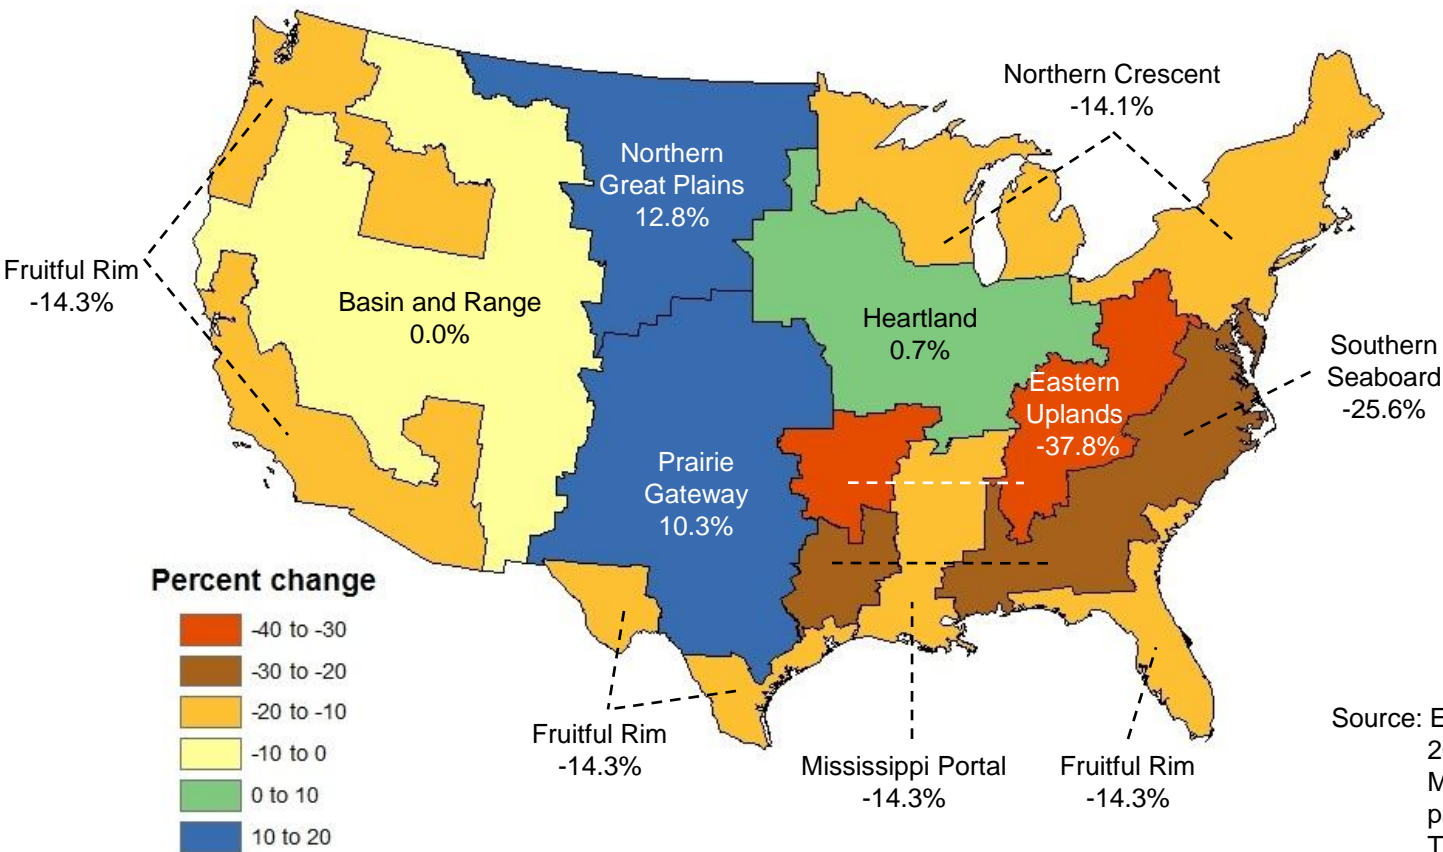 Northern Crescent
-14.1%
Northern
Great Plains
12.8%
Fruitful Rim
-14.3%
Basin and Range
0.0%
Heartland
0.7%
Southern
Seaboard
-25.6%
Eastern
Uplands
-37.8%
Prairie
Gateway
10.3%
Percent change
-40 to -30
-30 to -20
-20 to -10
-10 to 0
0 to 10
10 to 20
Fruitful Rim
-14.3%
Mississippi Portal
-14.3%
Fruitful Rim
-14.3%
Source: E
2
M
p
T